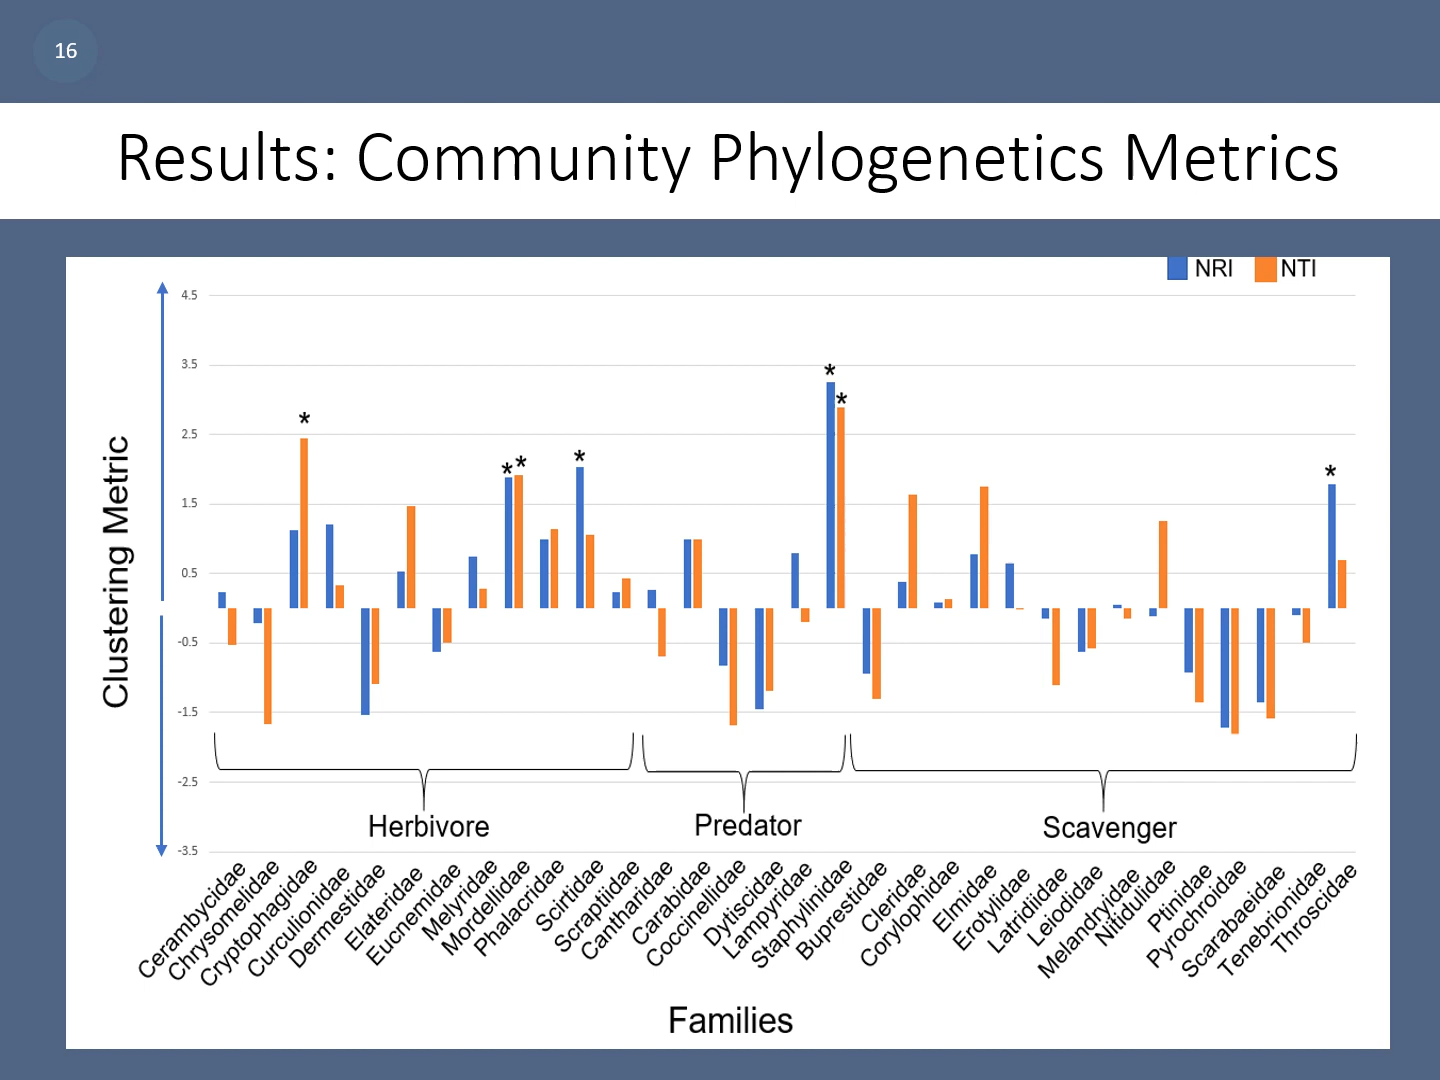 16
Results: Community Phylogenetics Metrics
NRI NTI
4.5
3.5
2.5
1.5
0.5
-0.5
-1.5
-2.5
-3.5
Clustering Metric
* 
* *
*
*
*
*
Herbivore
Predator
Scavenger
Cerambycidae
Chrysomelidae
Cryptophagidae
Curculionidae
Dermestidae
Elateridae
Eucnemidae
Melyridae
Mordellidae
Phalacridae
Scirtidae
Scraptiidae
Cantharidae
Carabidae
Coccinellidae
Dytiscidae
Lampyridae
Staphylinidae
Buprestidae
Cleridae
Corylophidae
Elmidae
Erotylidae
Latridiidae
Leiodidae
Melandryidae
Nitidulidae
Ptinidae
Pyrochroidae
Scarabaeidae
Tenebrionidae
Throscidae
Families